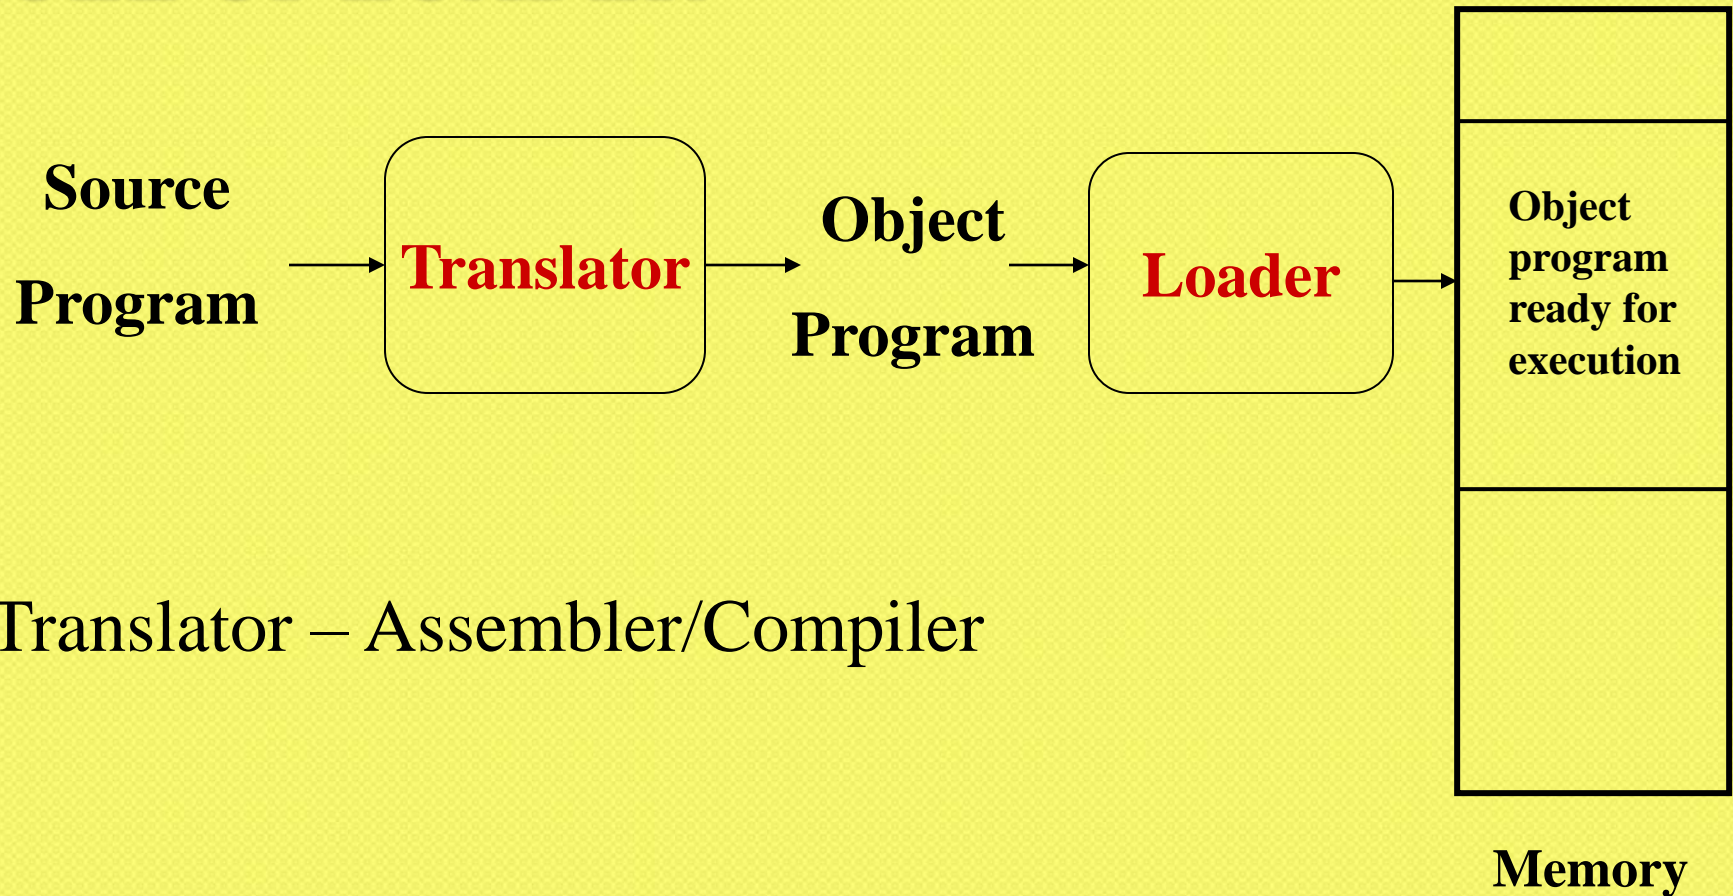 Source
Program
Translator
Object
Program
Loader
Object
program
ready for
execution
Translator – Assembler/Compiler
Memory